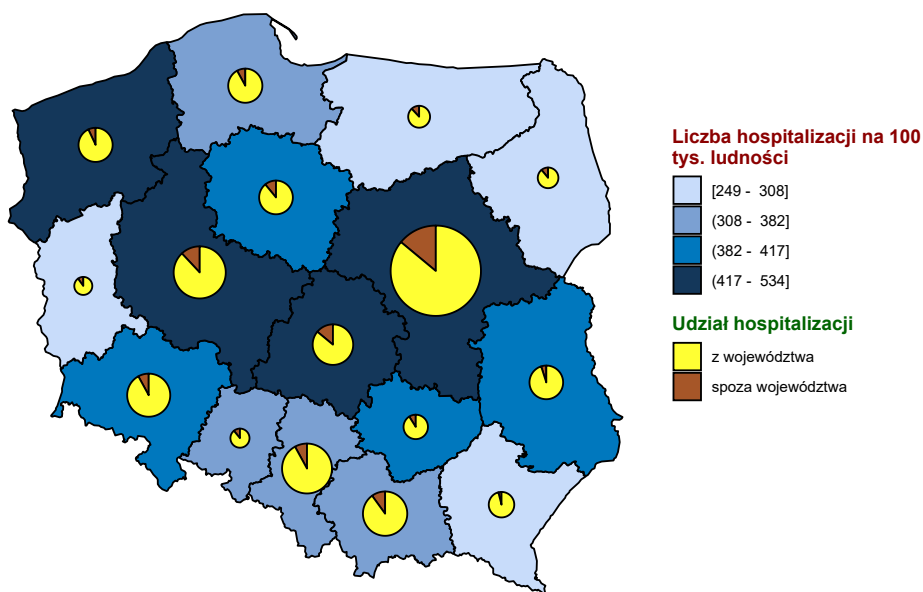 Liczba hospitalizacji na 100
tys. ludności
[249 - 308]
(308 - 382]
(382 - 417]
(417 - 534]
Udział hospitalizacji
z województwa
spoza województwa